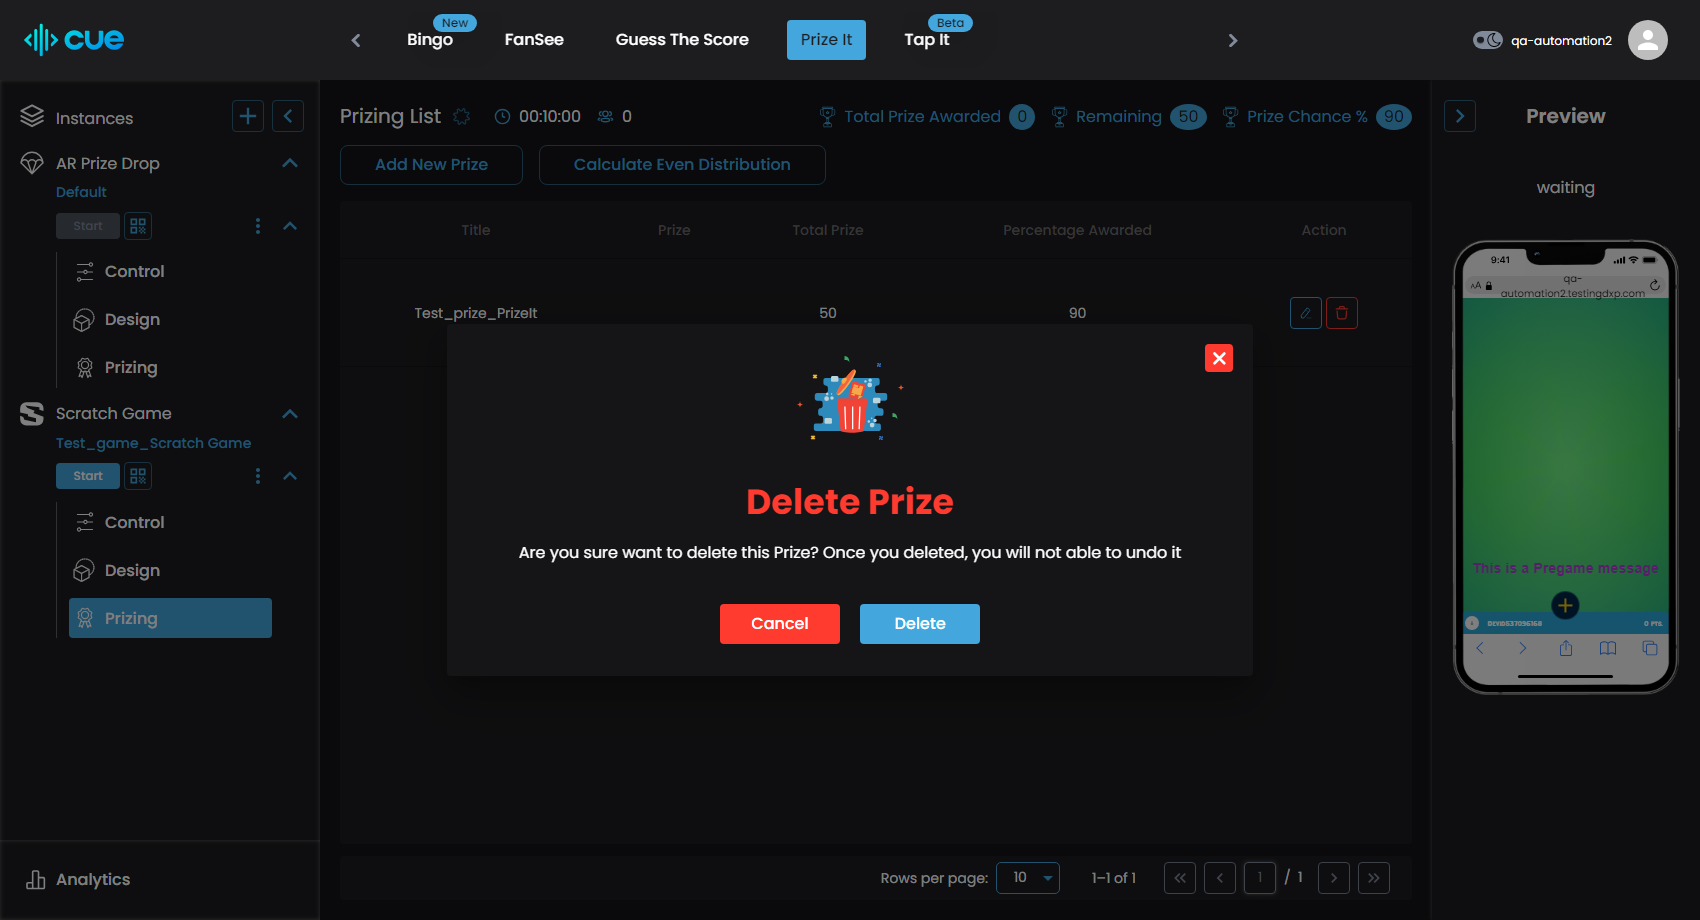 cue
Bingo
New
FanSee
Guess The Score
Prize It
Tap It
Beta
qa-automation2
Instances
AR Prize Drop
Default
Start
Control
Design
Prizing
Scratch Game
Test_game_Scratch Game
Start
Control
Design
Prizing
Analytics
Prizing List
00:10:00
0
Total Prize Awarded 0
Remaining 50
Prize Chance % 90
Add New Prize
Calculate Even Distribution
Title
Prize
Total Prize
Percentage Awarded
Action
Test_prize_PrizeIt
50
90
Delete Prize
Are you sure want to delete this Prize? Once you deleted, you will not able to undo it
Cancel
Delete
Rows per page: 10
1–1 of 1
1 / 1
Preview
waiting
9:41
AA
qa-
automation2.testingdxp.com
This is a Pregame message
0 PTS.